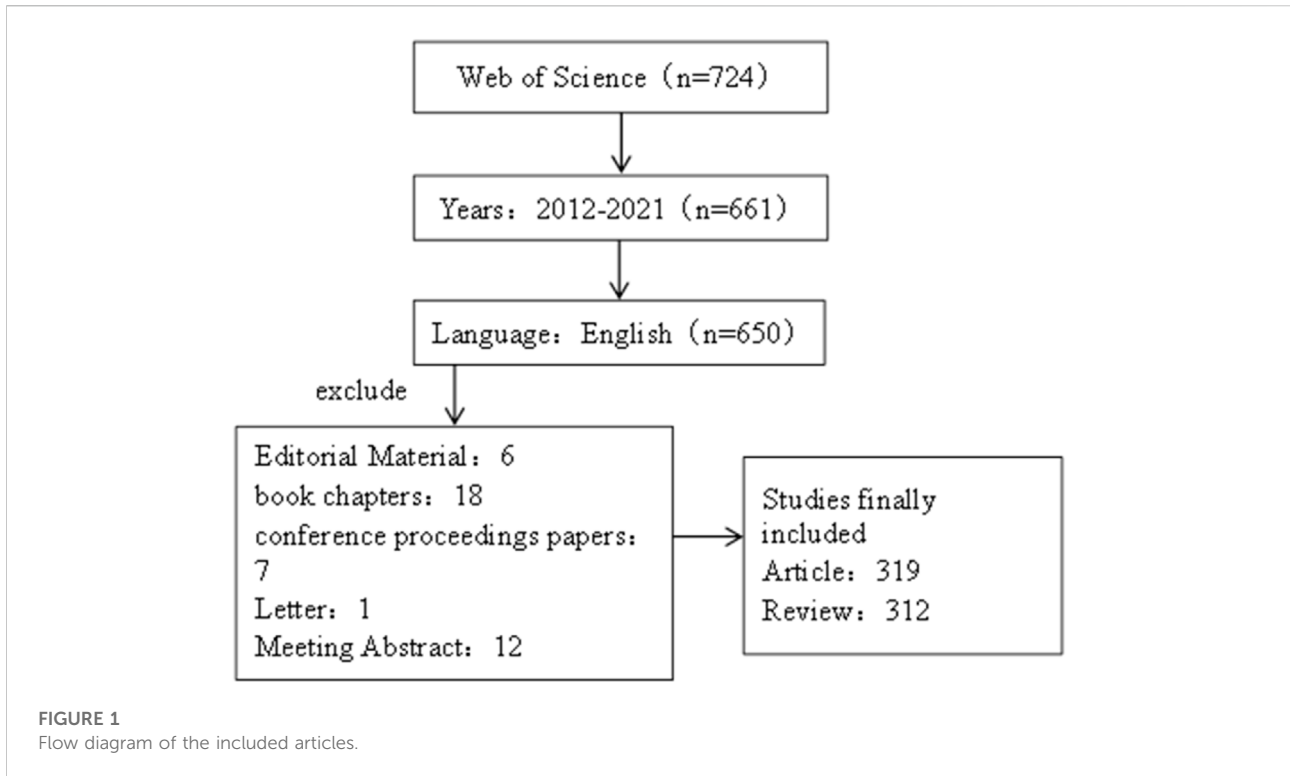 Web of Science（n=724）
Years：2012-2021（n=661）
Language：English（n=650）
exclude
Editorial Material：6
book chapters：18
conference proceedings papers：
7
Letter：1
Meeting Abstract：12
Studies finally
included
Article：319
Review：312
FIGURE 1
Flow diagram of the included articles.